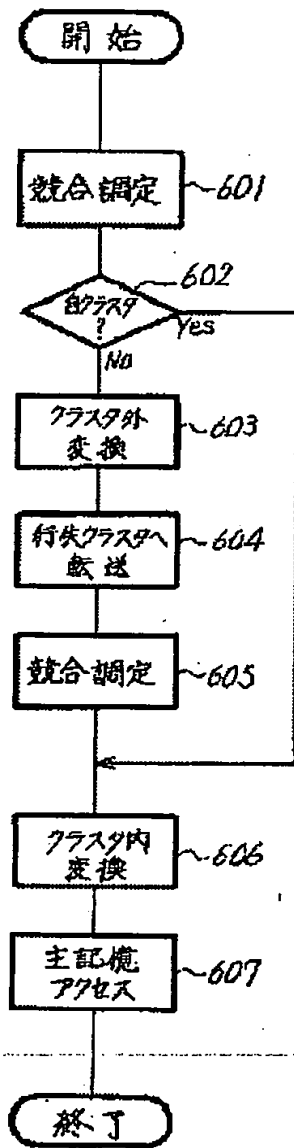 開始
競合調定
601
602
自クラスタ
?
Yes
No
クラスタ外
変換
603
行先クラスタへ
転送
604
競合調定
605
クラスタ内
変換
606
主記憶
アクセス
607
終了